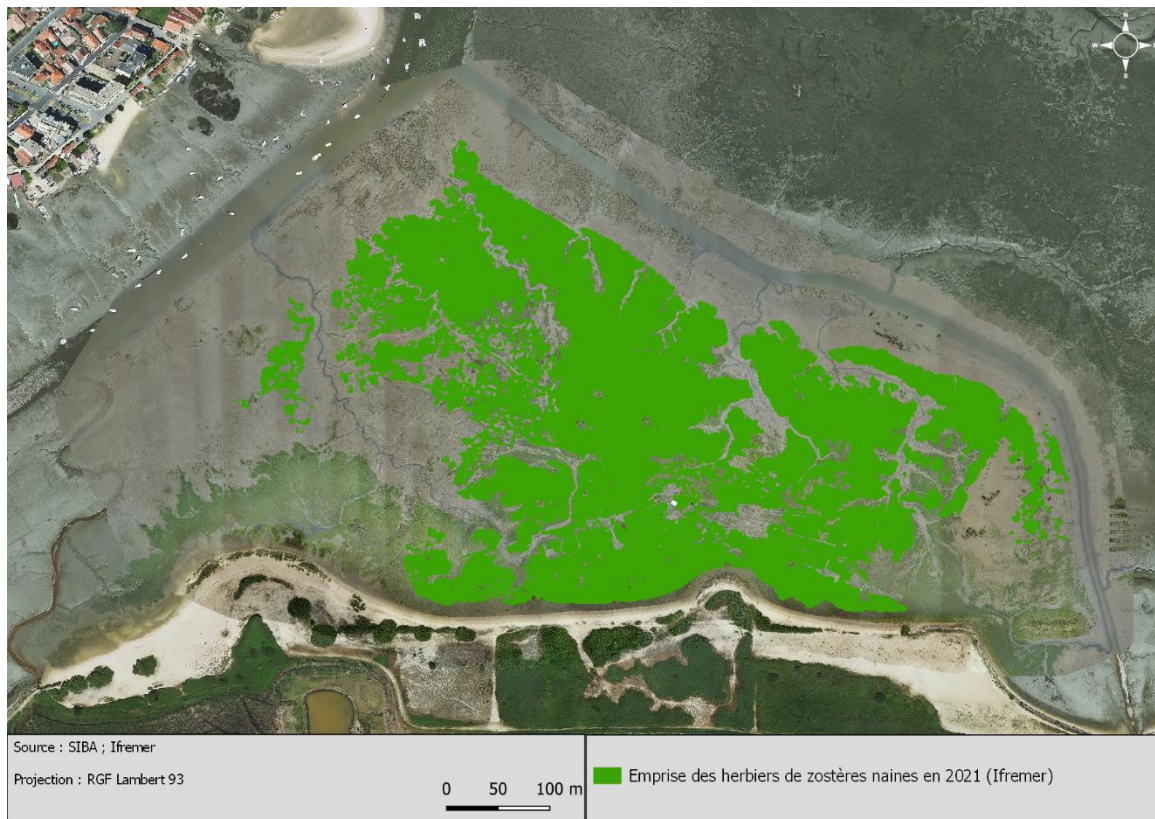 N
S
Source : SIBA ; Ifremer
Projection : RGF Lambert 93
0 50 100 m
Emprise des herbiers de zostères naines en 2021 (Ifremer)